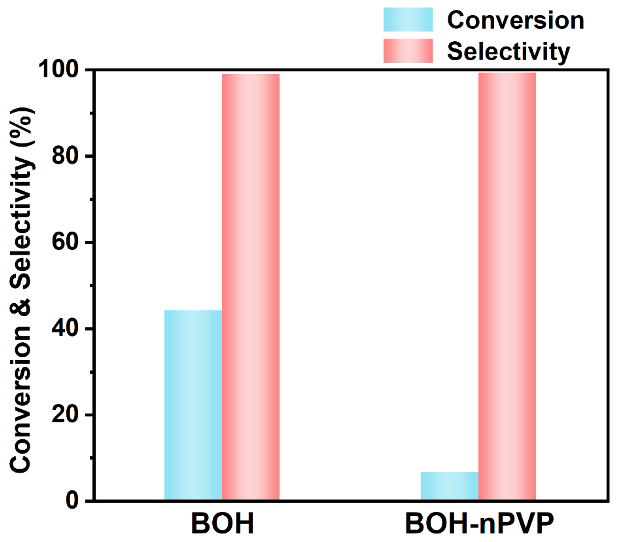 Conversion
Selectivity
Conversion & Selectivity (%)
100
80
60
40
20
0
BOH
BOH-nPVP